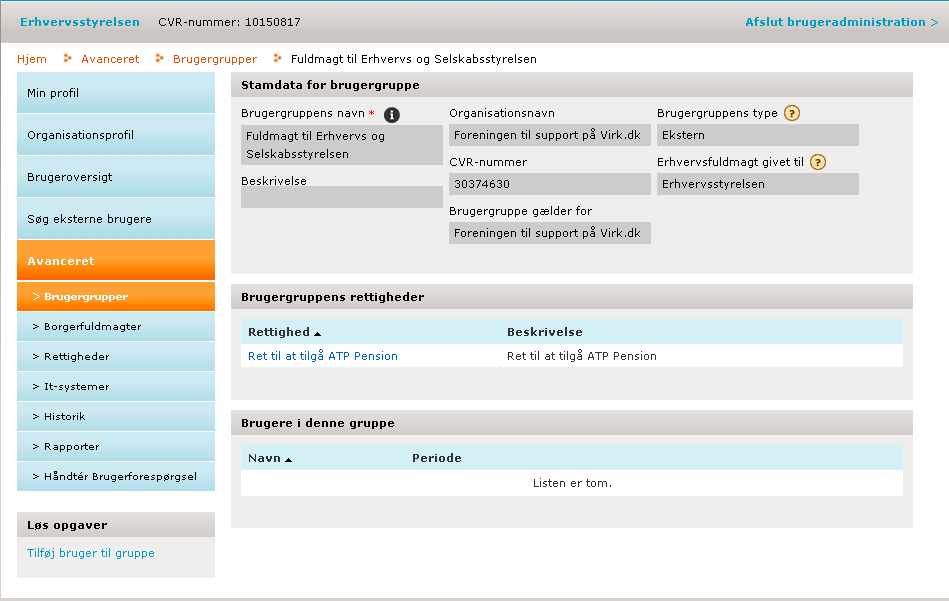 Erhvervsstyrelsen CVR-nummer: 10150817 Afslut brugeradministration >
Hjem Avanceret Brugergrupper Fuldmagt til Erhvervs og Selskabsstyrelsen
Min profil
Organisationsprofil
Brugeroversigt
Søg eksterne brugere
Avanceret
> Brugergrupper
> Borgerfuldmagter
> Rettigheder
> It-systemer
> Historik
> Rapporter
> Håndtér Brugerforespørgsel
Løs opgaver
Tilføj bruger til gruppe
Stamdata for brugergruppe
Brugergruppens navn *
Fuldmagt til Erhvervs og
Selskabsstyrelsen
Beskrivelse
Organisationsnavn
Foreningen til support på Virk.dk
CVR-nummer
30374630
Brugergruppe gælder for
Foreningen til support på Virk.dk
Brugergruppens type ?
Ekstern
Erhvervsfuldmagt givet til ?
Erhvervsstyrelsen
Brugergruppens rettigheder
Rettighed Beskrivelse
Ret til at tilgå ATP Pension Ret til at tilgå ATP Pension
Brugere i denne gruppe
Navn Periode
Listen er tom.